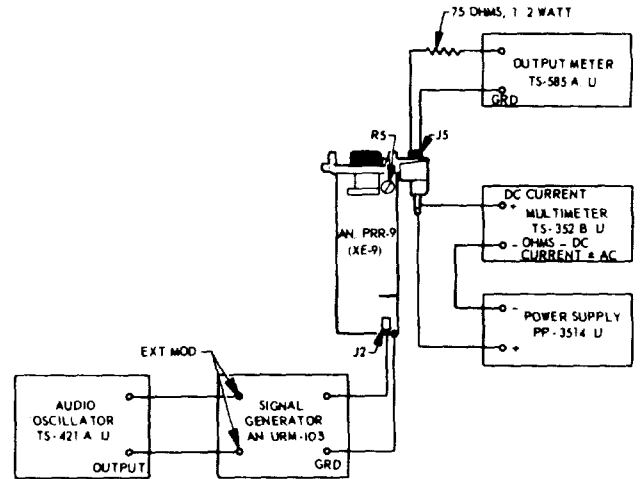 75 OHMS, 1 2 WATT
OUTPUT METER
TS-585 A U
GRD
R5
J5
DC CURRENT
+
MULTIMETER
TS-352 B U
- OHMS - DC
CURRENT & AC
AN, PRR-9
(XE-9)
-
POWER SUPPLY
PP-3514 U
+
J2
EXT MOD
AUDIO
OSCILLATOR
TS-421 A U
OUTPUT
SIGNAL
GENERATOR
AN URM-103
GRD